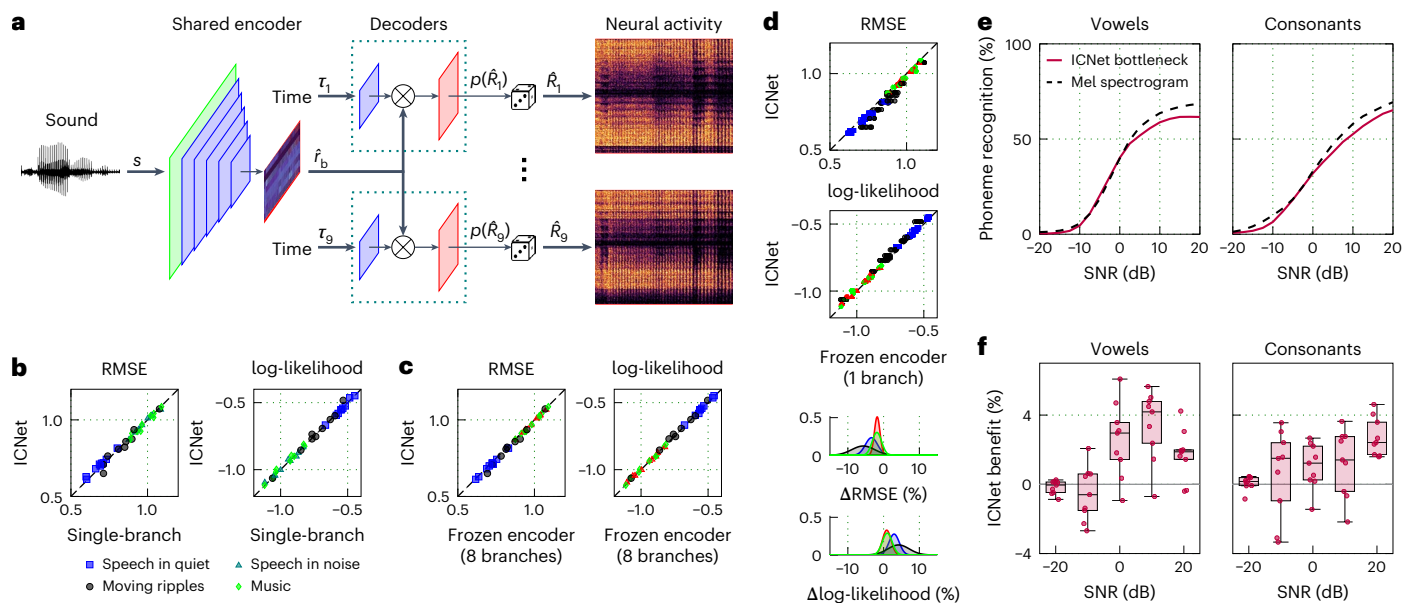 a
Shared encoder
Decoders
Neural activity
Sound
s
Time
τ1
p(R̂1)
R̂1
r̂b
Time
τ9
p(R̂9)
R̂9
b
RMSE
ICNet
1.0
0.5
0.5
1.0
Single-branch
log-likelihood
ICNet
−0.5
−1.0
−1.0
−0.5
Single-branch
Speech in quiet
Speech in noise
Moving ripples
Music
c
RMSE
ICNet
1.0
0.5
0.5
1.0
Frozen encoder
(8 branches)
log-likelihood
−0.5
−1.0
−1.0
−0.5
Frozen encoder
(8 branches)
d
RMSE
ICNet
1.0
0.5
0.5
1.0
log-likelihood
ICNet
−0.5
−1.0
−1.0
−0.5
Frozen encoder
(1 branch)
0.5
0
−10
0
10
ΔRMSE (%)
0.5
0
−10
0
10
Δlog-likelihood (%)
e
Vowels
Consonants
Phoneme recognition (%)
100
50
0
ICNet bottleneck
Mel spectrogram
−20
−10
0
10
20
SNR (dB)
−20
−10
0
10
20
SNR (dB)
f
Vowels
Consonants
ICNet benefit (%)
4
0
−4
−20
0
20
SNR (dB)
−20
0
20
SNR (dB)